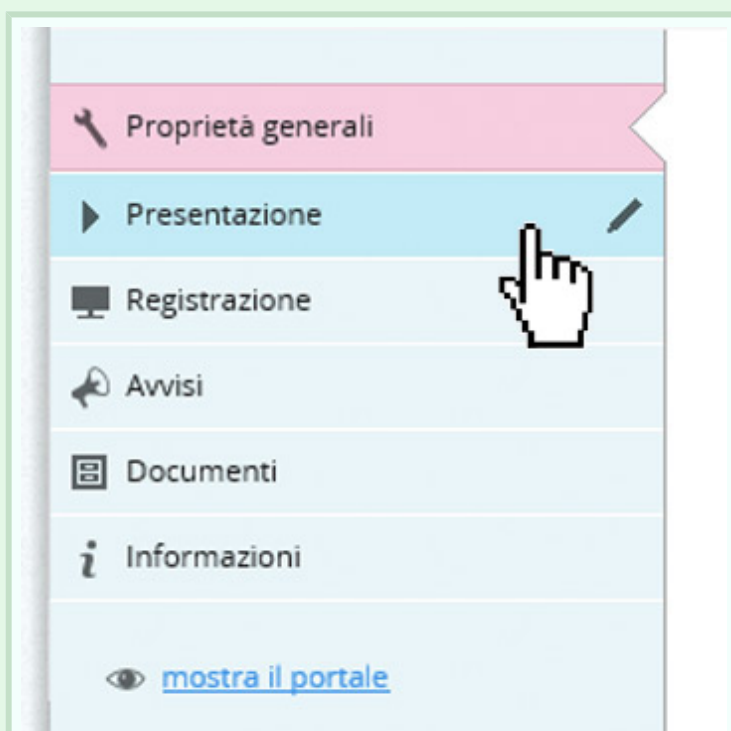 Proprietà generali
Presentazione
Registrazione
Avvisi
Documenti
Informazioni
mostra il portale